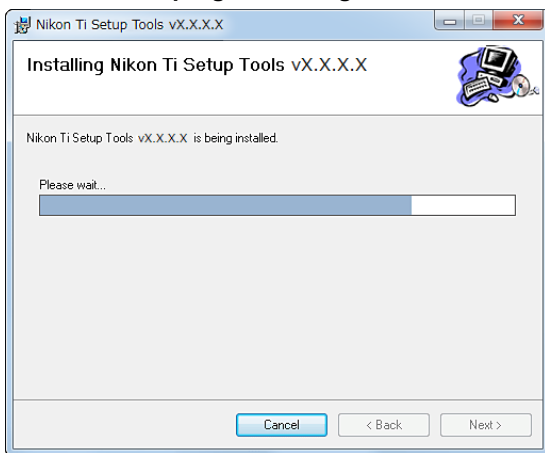 Nikon Ti Setup Tools vX.X.X.X
Installing Nikon Ti Setup Tools vX.X.X.X
Nikon Ti Setup Tools vX.X.X.X is being installed.
Please wait...
Cancel
< Back
Next >